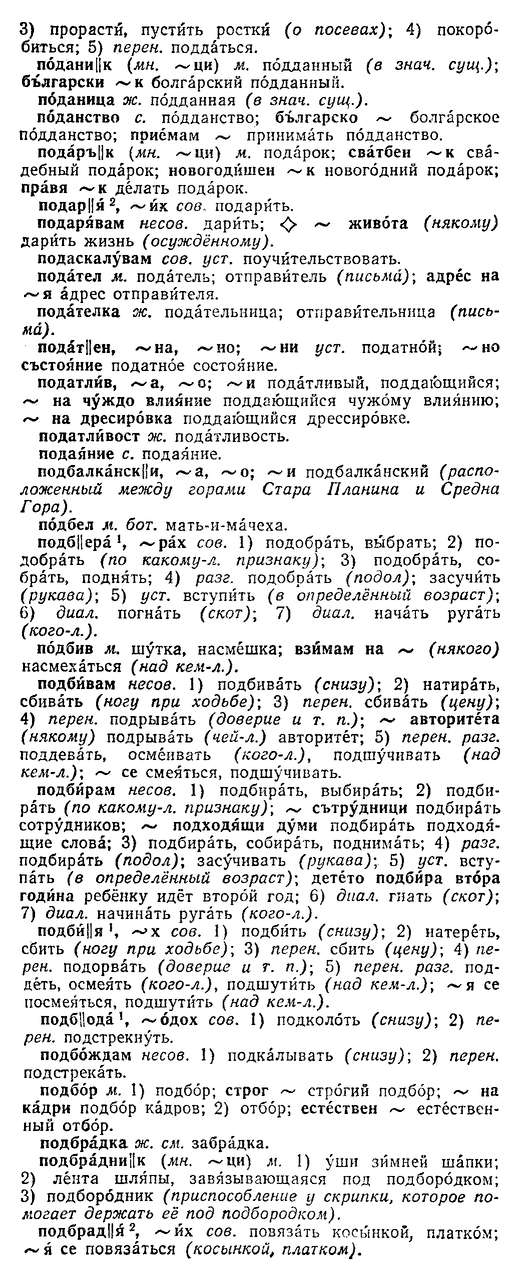 3) прорасти́, пусти́ть ростки́ (о посевах); 4) покоро́-
биться; 5) перен. подда́ться.
по́дани||к (мн. ~ци) м. по́дданный (в знач. сущ.);
бъ́лгарски ~к болга́рский по́дданный.
по́даница ж. по́дданная (в знач. сущ.).
по́данство с. по́дданство; бъ́лгарско ~ болга́рское
по́дданство; прие́мам ~ принима́ть по́дданство.
пода́ръ||к (мн. ~ци) м. пода́рок; сва́тбен ~к сва́-
дебный пода́рок; новогоди́шен ~к нового́дний пода́рок;
пра́вя ~к де́лать пода́рок.
подар||я́ ², ~и́х сов. подари́ть.
подаря́вам несов. дари́ть; ◇ ~ живо́та (някому)
дари́ть жизнь (осуждённому).
подаскалу́вам сов. уст. поучи́тельствовать.
пода́тел м. пода́тель; отправи́тель (письма́); адре́с на
~я а́дрес отправи́теля.
пода́телка ж. пода́тельница; отправи́тельница (пись-
ма́).
пода́т||ен, ~на, ~но; ~ни уст. податно́й; ~но
състоя́ние податно́е состоя́ние.
податли́в, ~а, ~о; ~и пода́тливый, поддаю́щийся;
~ на чу́ждо влия́ние поддаю́щийся чужо́му влия́нию;
~ на дресиро́вка поддаю́щийся дрессиро́вке.
податли́вост ж. пода́тливость.
подая́ние с. подая́ние.
подбалка́нск||и, ~а, ~о; ~и подбалка́нский (распо-
ложенный между горами Стара Планина и Средна
Гора).
по́дбел м. бот. мать-и-ма́чеха.
подб||ера́ ¹, ~ра́х сов. 1) подобра́ть, вы́брать; 2) по-
добра́ть (по какому-л. признаку); 3) подобра́ть, со-
бра́ть, подня́ть; 4) разг. подобра́ть (подол); засучи́ть
(рукава); 5) уст. вступи́ть (в определённый возраст);
6) диал. погна́ть (скот); 7) диал. нача́ть руга́ть
(кого-л.).
по́дбив м. шу́тка, насме́шка; взи́мам на ~ (някого)
насмеха́ться (над кем-л.).
подби́вам несов. 1) подбива́ть (снизу); 2) натира́ть,
сбива́ть (ногу при ходьбе); 3) перен. сбива́ть (цену);
4) перен. подрыва́ть (доверие и т. п.); ~ авторите́та
(някому) подрыва́ть (чей-л.) авторите́т; 5) перен. разг.
поддева́ть, осме́ивать (кого-л.), подшу́чивать (над
кем-л.); ~ се смея́ться, подшу́чивать.
подби́рам несов. 1) подбира́ть, выбира́ть; 2) подби-
ра́ть (по какому-л. признаку); ~ сътру́дници подбира́ть
сотру́дников; ~ подходя́щи ду́ми подбира́ть подходя́-
щие слова́; 3) подбира́ть, собира́ть, поднима́ть; 4) разг.
подбира́ть (подол); засу́чивать (рукава); 5) уст. всту-
па́ть (в определённый возраст); дете́то подби́ра вто́ра
годи́на ребёнку идёт второ́й год; 6) диал. гнать (скот);
7) диал. начина́ть руга́ть (кого-л.).
подби́||я ¹, ~х сов. 1) подби́ть (снизу); 2) натере́ть,
сбить (ногу при ходьбе); 3) перен. сбить (цену); 4) пе-
рен. подорва́ть (доверие и т. п.); 5) перен. разг. под-
де́ть, осмея́ть (кого-л.), подшути́ть (над кем-л.); ~я се
посмея́ться, подшути́ть (над кем-л.).
подб||ода́ ¹, ~о́дох сов. 1) подколо́ть (снизу); 2) пе-
рен. подстрекну́ть.
подбо́ждам несов. 1) подка́лывать (снизу); 2) перен.
подстрека́ть.
подбо́р м. 1) подбо́р; строг ~ стро́гий подбо́р; ~ на
ка́дри подбо́р ка́дров; 2) отбо́р; есте́ствен ~ есте́ствен-
ный отбо́р.
подбра́дка ж. см. забра́дка.
подбра́дни||к (мн. ~ци) м. 1) у́ши зи́мней ша́пки;
2) ле́нта шля́пы, завя́зывающаяся под подборо́дком;
3) подборо́дник (приспособление у скрипки, которое по-
могает держать её под подбородком).
подбрад||я́ ², ~и́х сов. повяза́ть косы́нкой, платко́м;
~я́ се повяза́ться (косынкой, платком).